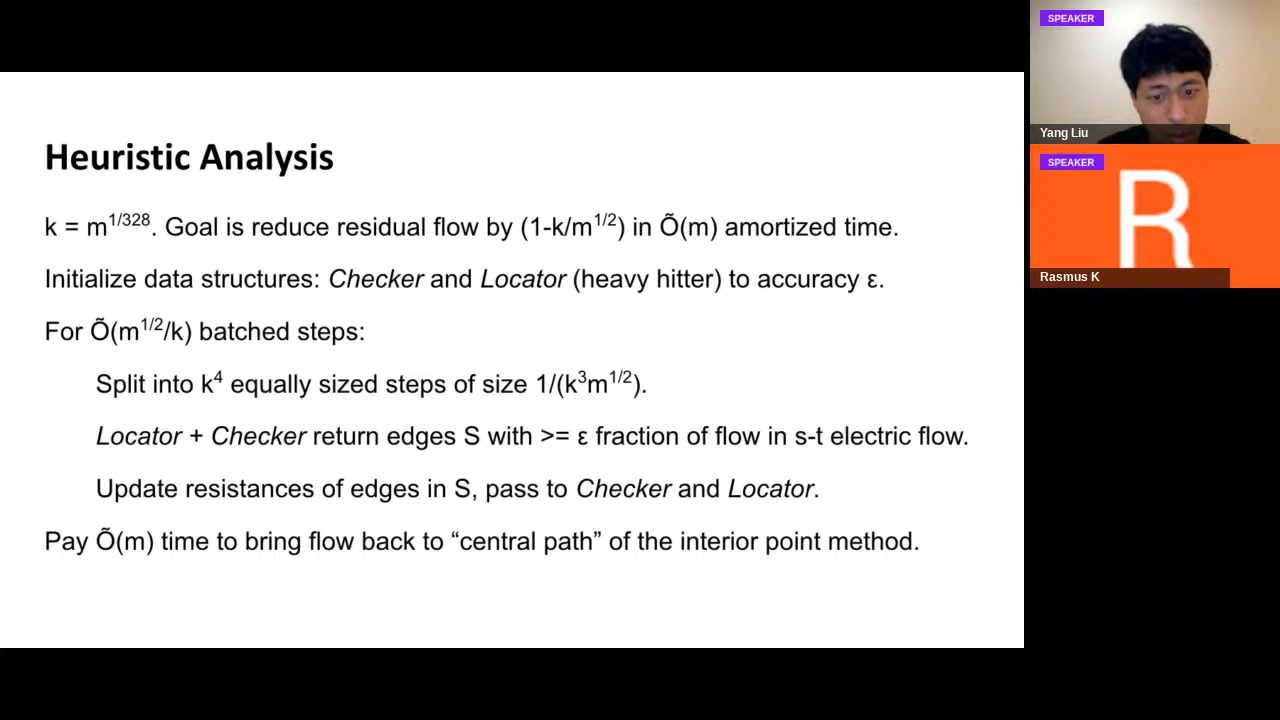 Heuristic Analysis
k = m^1/328. Goal is reduce residual flow by (1-k/m^1/2) in Õ(m) amortized time.
Initialize data structures: Checker and Locator (heavy hitter) to accuracy ε.
For Õ(m^1/2/k) batched steps:
Split into k^4 equally sized steps of size 1/(k^3m^1/2).
Locator + Checker return edges S with >= ε fraction of flow in s-t electric flow.
Update resistances of edges in S, pass to Checker and Locator.
Pay Õ(m) time to bring flow back to “central path” of the interior point method.
SPEAKER
Yang Liu
SPEAKER
R
Rasmus K